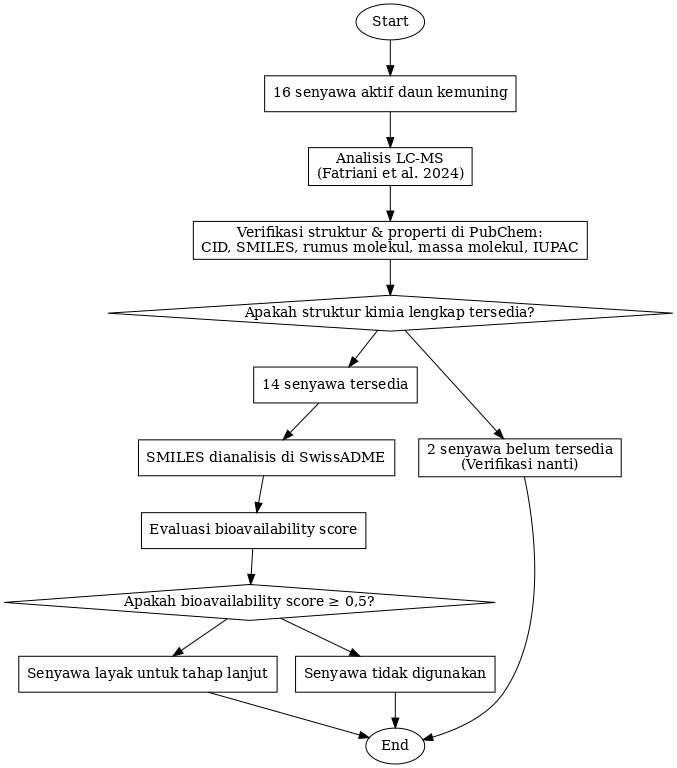 Start
16 senyawa aktif daun kemuning
Analisis LC-MS
(Fatriani et al. 2024)
Verifikasi struktur & properti di PubChem:
CID, SMILES, rumus molekul, massa molekul, IUPAC
Apakah struktur kimia lengkap tersedia?
14 senyawa tersedia
2 senyawa belum tersedia
(Verifikasi nanti)
SMILES dianalisis di SwissADME
Evaluasi bioavailability score
Apakah bioavailability score ≥ 0,5?
Senyawa layak untuk tahap lanjut
Senyawa tidak digunakan
End